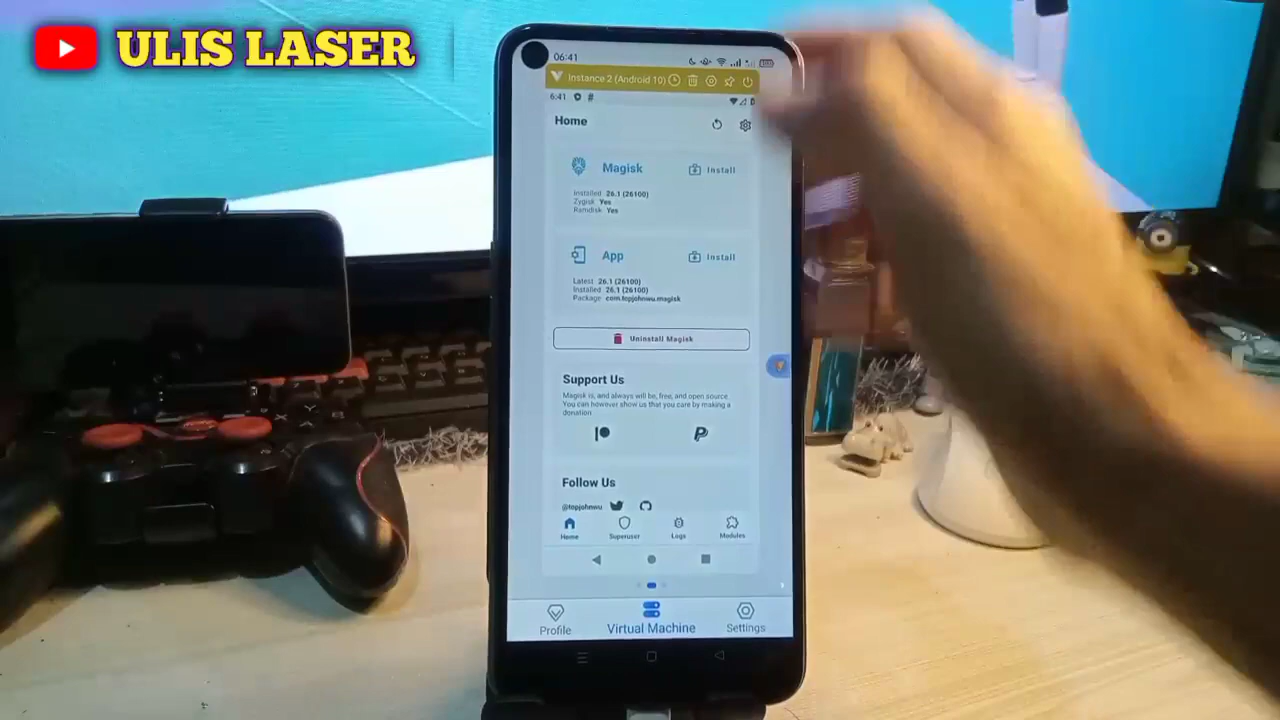 ULIS LASER
06:41
Instance 2 (Android 10)
6:41 #
Home
Magisk
Install
Installed 26.1 (26100)
Zygisk Yes
Ramdisk Yes
App
Install
Latest 26.1 (26100)
Installed 26.1 (26100)
Package com.topjohnwu.magisk
Uninstall Magisk
Support Us
Magisk is, and always will be, free, and open source.
You can however show us that you care by making a
donation
Follow Us
@topjohnwu
Home Superuser Logs Modules
Profile Virtual Machine Settings